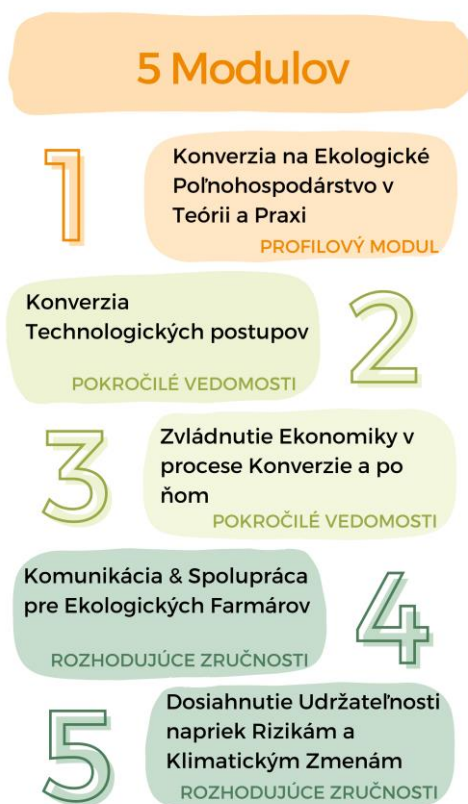 5 Modulov
1
Konverzia na Ekologické
Poľnohospodárstvo v
Teórii a Praxi
PROFILOVÝ MODUL
Konverzia
Technologických postupov
POKROČILÉ VEDOMOSTI
2
3
Zvládnutie Ekonomiky v
procese Konverzie a po
ňom
POKROČILÉ VEDOMOSTI
Komunikácia & Spolupráca
pre Ekologických Farmárov
ROZHODUJÚCE ZRUČNOSTI
4
5
Dosiahnutie Udržateľnosti
napriek Rizikám a
Klimatickým Zmenám
ROZHODUJÚCE ZRUČNOSTI